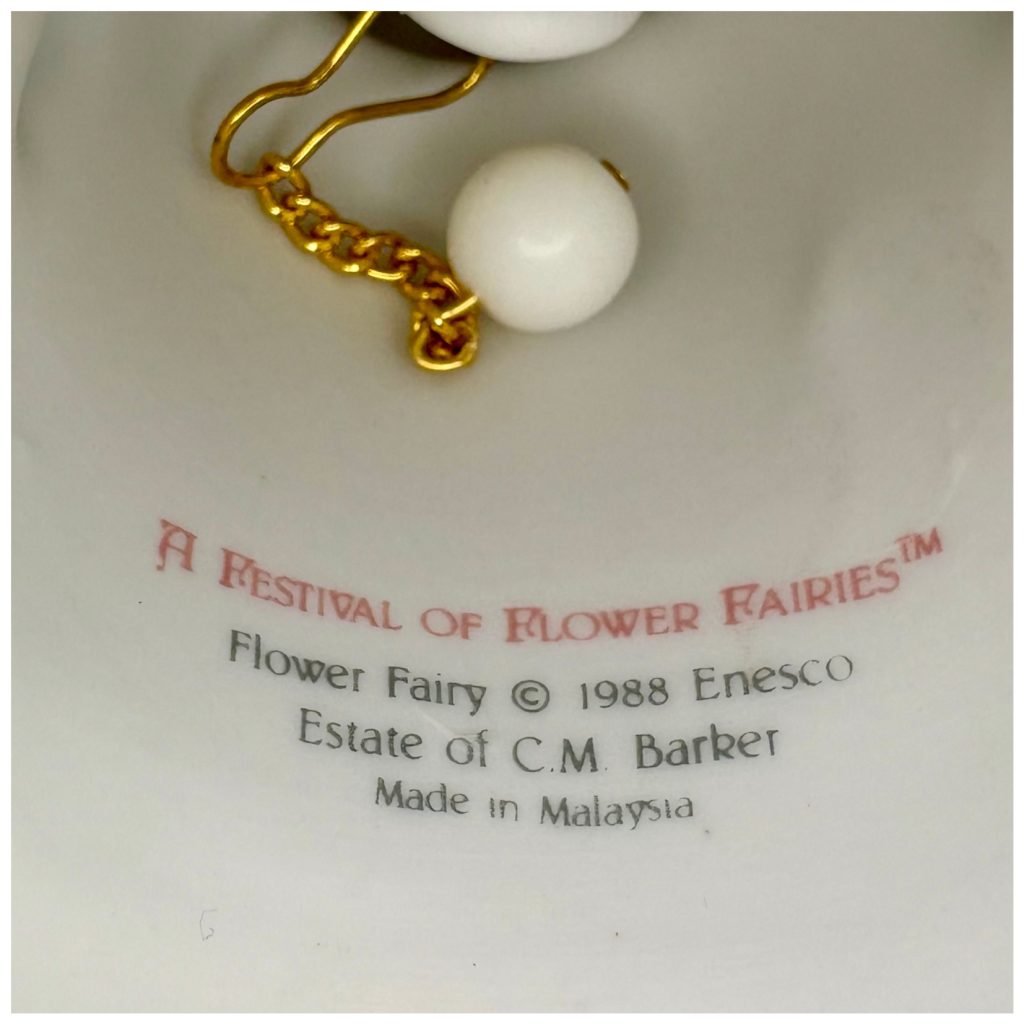 A FESTIVAL OF FLOWER FAIRIES™
Flower Fairy © 1988 Enesco
Estate of C.M. Barker
Made in Malaysia